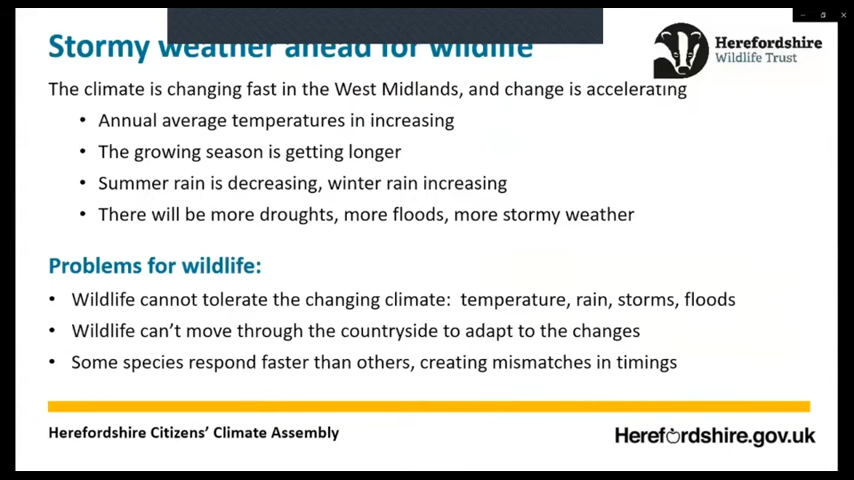 Stormy weather ahead for wildlife
Herefordshire
Wildlife Trust
The climate is changing fast in the West Midlands, and change is accelerating
• Annual average temperatures in increasing
• The growing season is getting longer
• Summer rain is decreasing, winter rain increasing
• There will be more droughts, more floods, more stormy weather
Problems for wildlife:
• Wildlife cannot tolerate the changing climate: temperature, rain, storms, floods
• Wildlife can't move through the countryside to adapt to the changes
• Some species respond faster than others, creating mismatches in timings
Herefordshire Citizens' Climate Assembly
Herefordshire.gov.uk